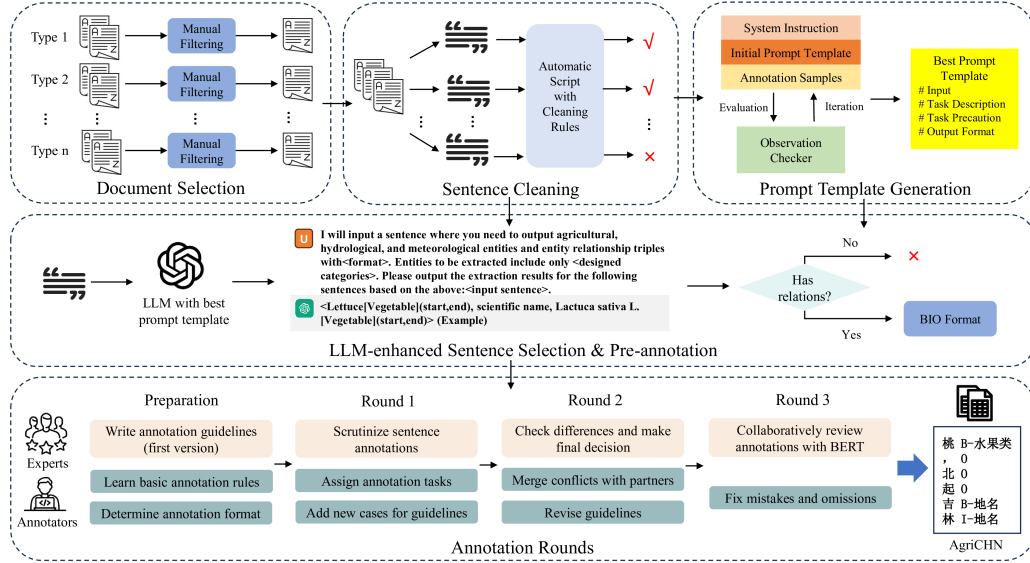 Type 1
Manual
Filtering
Type 2
Manual
Filtering
Type n
Manual
Filtering
Document Selection
Automatic
Script
with
Cleaning
Rules
√
√
×
Sentence Cleaning
System Instruction
Initial Prompt Template
Annotation Samples
Evaluation
Iteration
Observation
Checker
Best Prompt
Template
# Input
# Task Description
# Task Precaution
# Output Format
Prompt Template Generation
LLM with best
prompt template
U
I will input a sentence where you need to output agricultural,
hydrological, and meteorological entities and entity relationship triples
with<format>. Entities to be extracted include only <designed
categories>. Please output the extraction results for the following
sentences based on the above:<input sentence>.
<Lettuce[Vegetable](start,end), scientific name, Lactuca sativa L.
[Vegetable](start,end)> (Example)
Has
relations?
No
×
Yes
BIO Format
LLM-enhanced Sentence Selection & Pre-annotation
Experts
Annotators
Preparation
Write annotation guidelines
(first version)
Learn basic annotation rules
Determine annotation format
Round 1
Scrutinize sentence
annotations
Assign annotation tasks
Add new cases for guidelines
Round 2
Check differences and make
final decision
Merge conflicts with partners
Revise guidelines
Round 3
Collaboratively review
annotations with BERT
Fix mistakes and omissions
桃 B-水果类
, O
北 O
起 O
吉 B-地名
林 I-地名
AgriCHN
Annotation Rounds